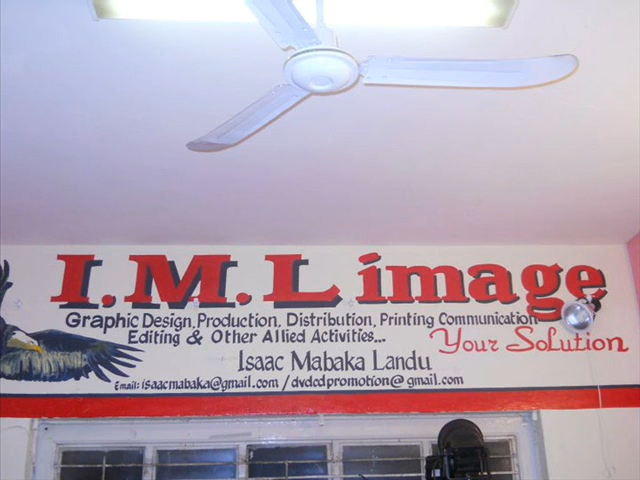 I.M.L image
Graphic Design, Production, Distribution, Printing Communication
Editing & Other Allied Activities...
Your Solution
Isaac Mabaka Landu
Email: isaacmabaka@gmail.com / dvdcdpromotion@gmail.com